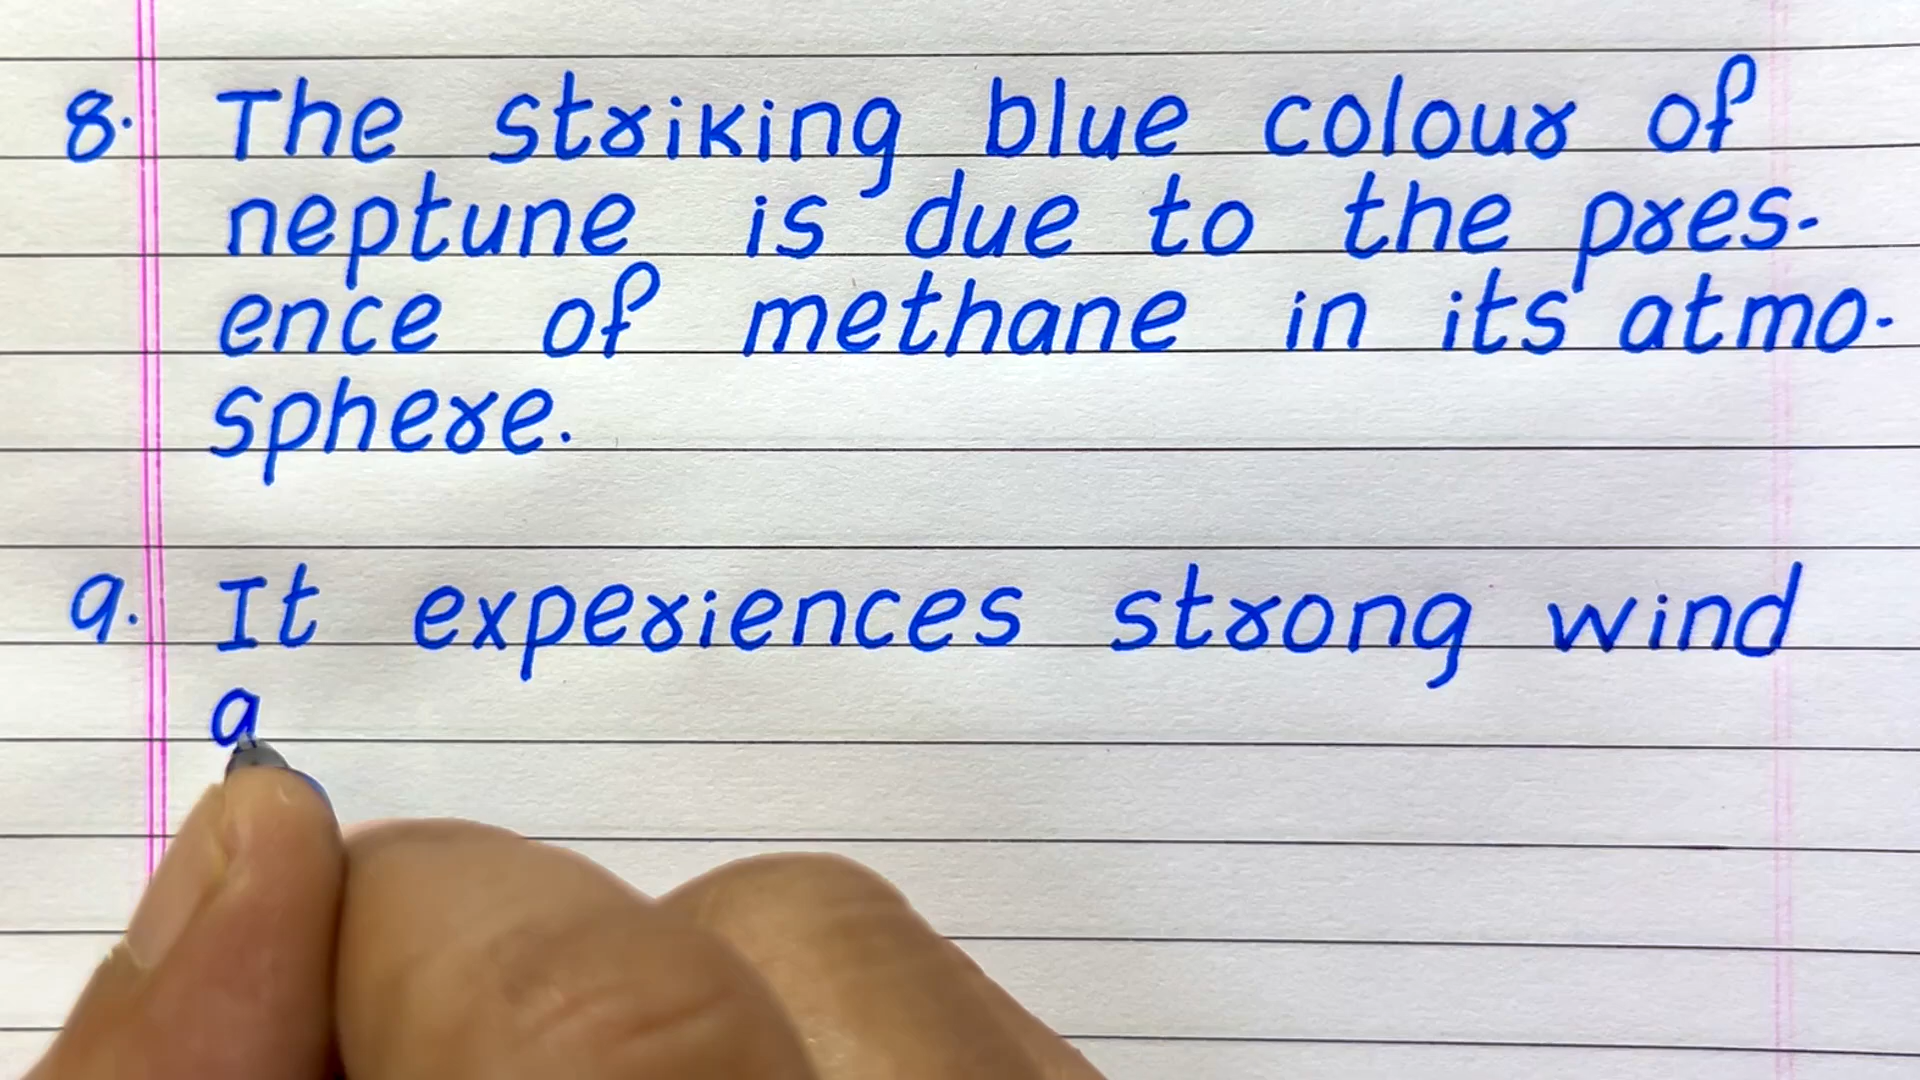 8. The striking blue colour of
neptune is due to the pres-
ence of methane in its atmo-
sphere.
9. It experiences strong wind
a